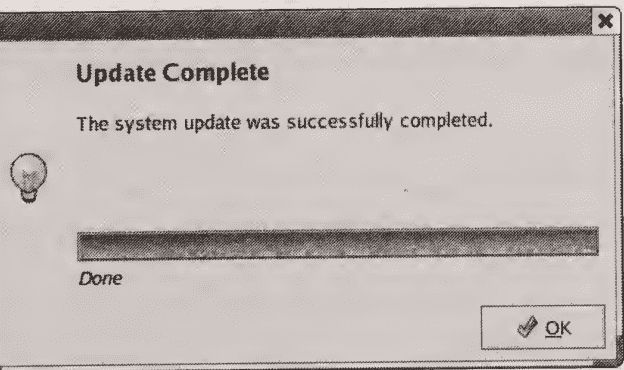 Update Complete
The system update was successfully completed.
Done
OK